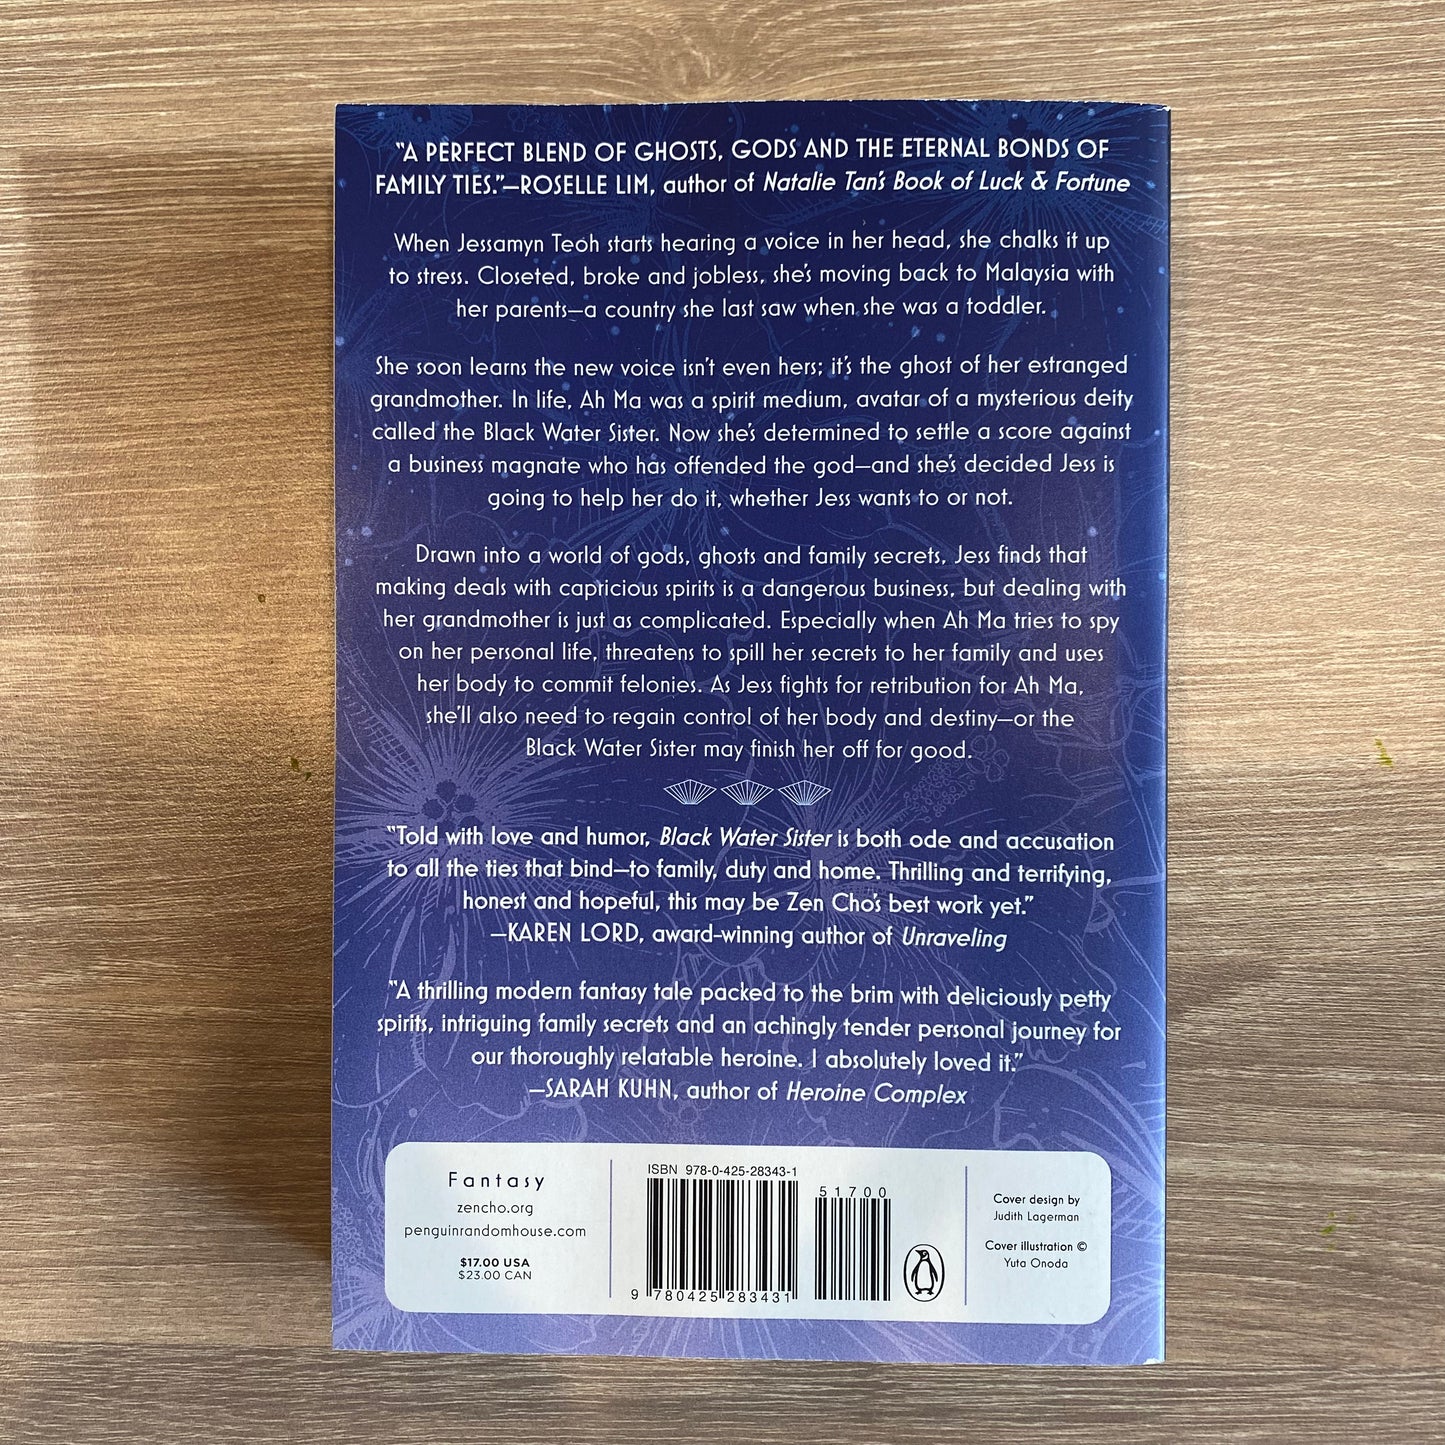 “A PERFECT BLEND OF GHOSTS, GODS AND THE ETERNAL BONDS OF
FAMILY TIES.”—ROSELLE LIM, author of Natalie Tan’s Book of Luck & Fortune
When Jessamyn Teoh starts hearing a voice in her head, she chalks it up
to stress. Closeted, broke and jobless, she’s moving back to Malaysia with
her parents—a country she last saw when she was a toddler.
She soon learns the new voice isn’t even hers; it’s the ghost of her estranged
grandmother. In life, Ah Ma was a spirit medium, avatar of a mysterious deity
called the Black Water Sister. Now she’s determined to settle a score against
a business magnate who has offended the god—and she’s decided Jess is
going to help her do it, whether Jess wants to or not.
Drawn into a world of gods, ghosts and family secrets, Jess finds that
making deals with capricious spirits is a dangerous business, but dealing with
her grandmother is just as complicated. Especially when Ah Ma tries to spy
on her personal life, threatens to spill her secrets to her family and uses
her body to commit felonies. As Jess fights for retribution for Ah Ma,
she’ll also need to regain control of her body and destiny—or the
Black Water Sister may finish her off for good.
“Told with love and humor, Black Water Sister is both ode and accusation
to all the ties that bind—to family, duty and home. Thrilling and terrifying,
honest and hopeful, this may be Zen Cho’s best work yet.”
—KAREN LORD, award-winning author of Unraveling
“A thrilling modern fantasy tale packed to the brim with deliciously petty
spirits, intriguing family secrets and an achingly tender personal journey for
our thoroughly relatable heroine. I absolutely loved it.”
—SARAH KUHN, author of Heroine Complex
Fantasy
zencho.org
penguinrandomhouse.com
$17.00 USA
$23.00 CAN
ISBN 978-0-425-28343-1
51700
9 780425 283431
Cover design by
Judith Lagerman
Cover illustration ©
Yuta Onoda